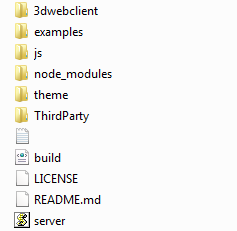 3dwebclient
examples
js
node_modules
theme
ThirdParty
build
LICENSE
README.md
server